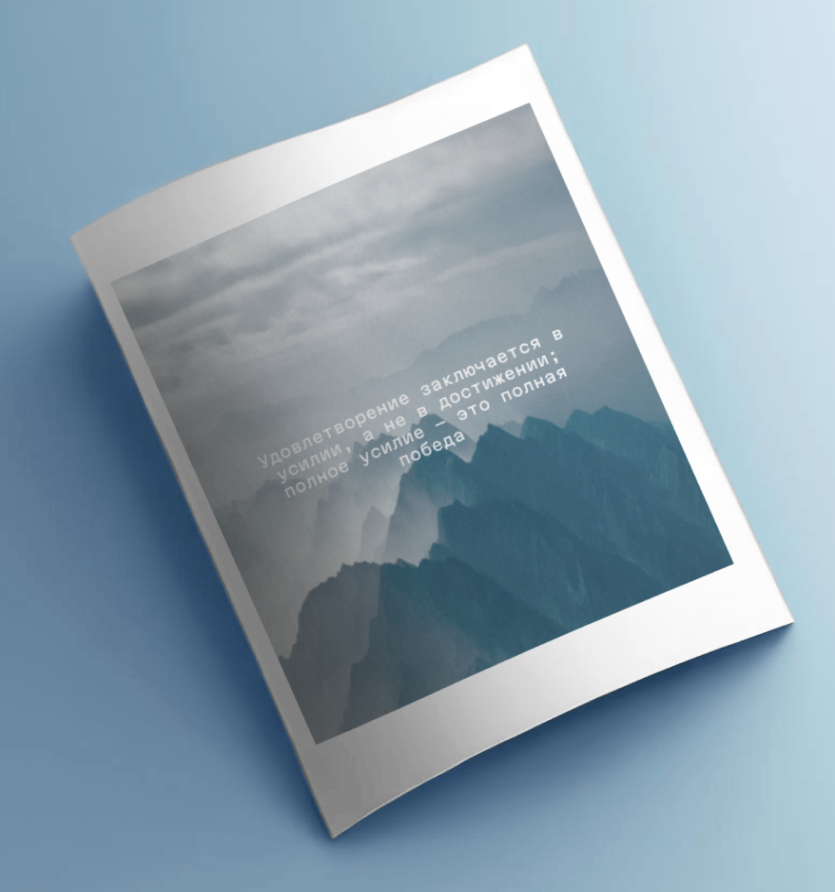 Удовлетворение заключается в
усилии, а не в достижении;
полное усилие — это полная
победа